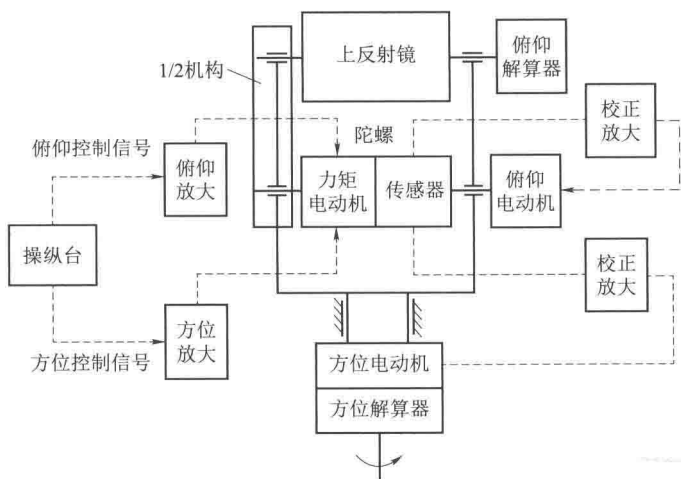 上反射镜
俯仰
解算器
1/2机构
校正
放大
陀螺
俯仰控制信号
俯仰
放大
力矩
电动机
传感器
俯仰
电动机
操纵台
校正
放大
方位
放大
方位控制信号
方位电动机
方位解算器